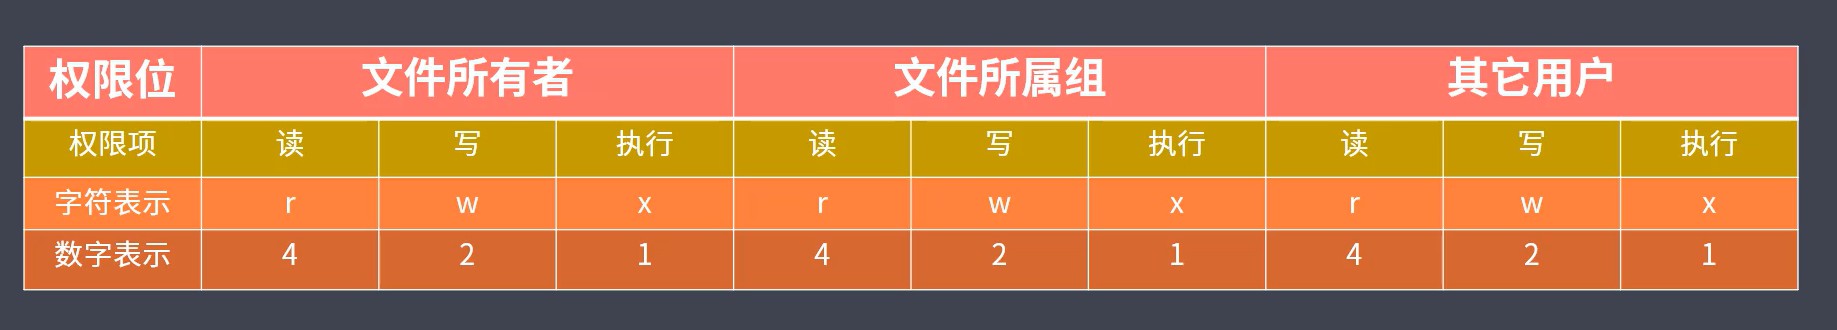 权限位 文件所有者 文件所属组 其它用户
权限项 读 写 执行 读 写 执行 读 写 执行
字符表示 r w x r w x r w x
数字表示 4 2 1 4 2 1 4 2 1